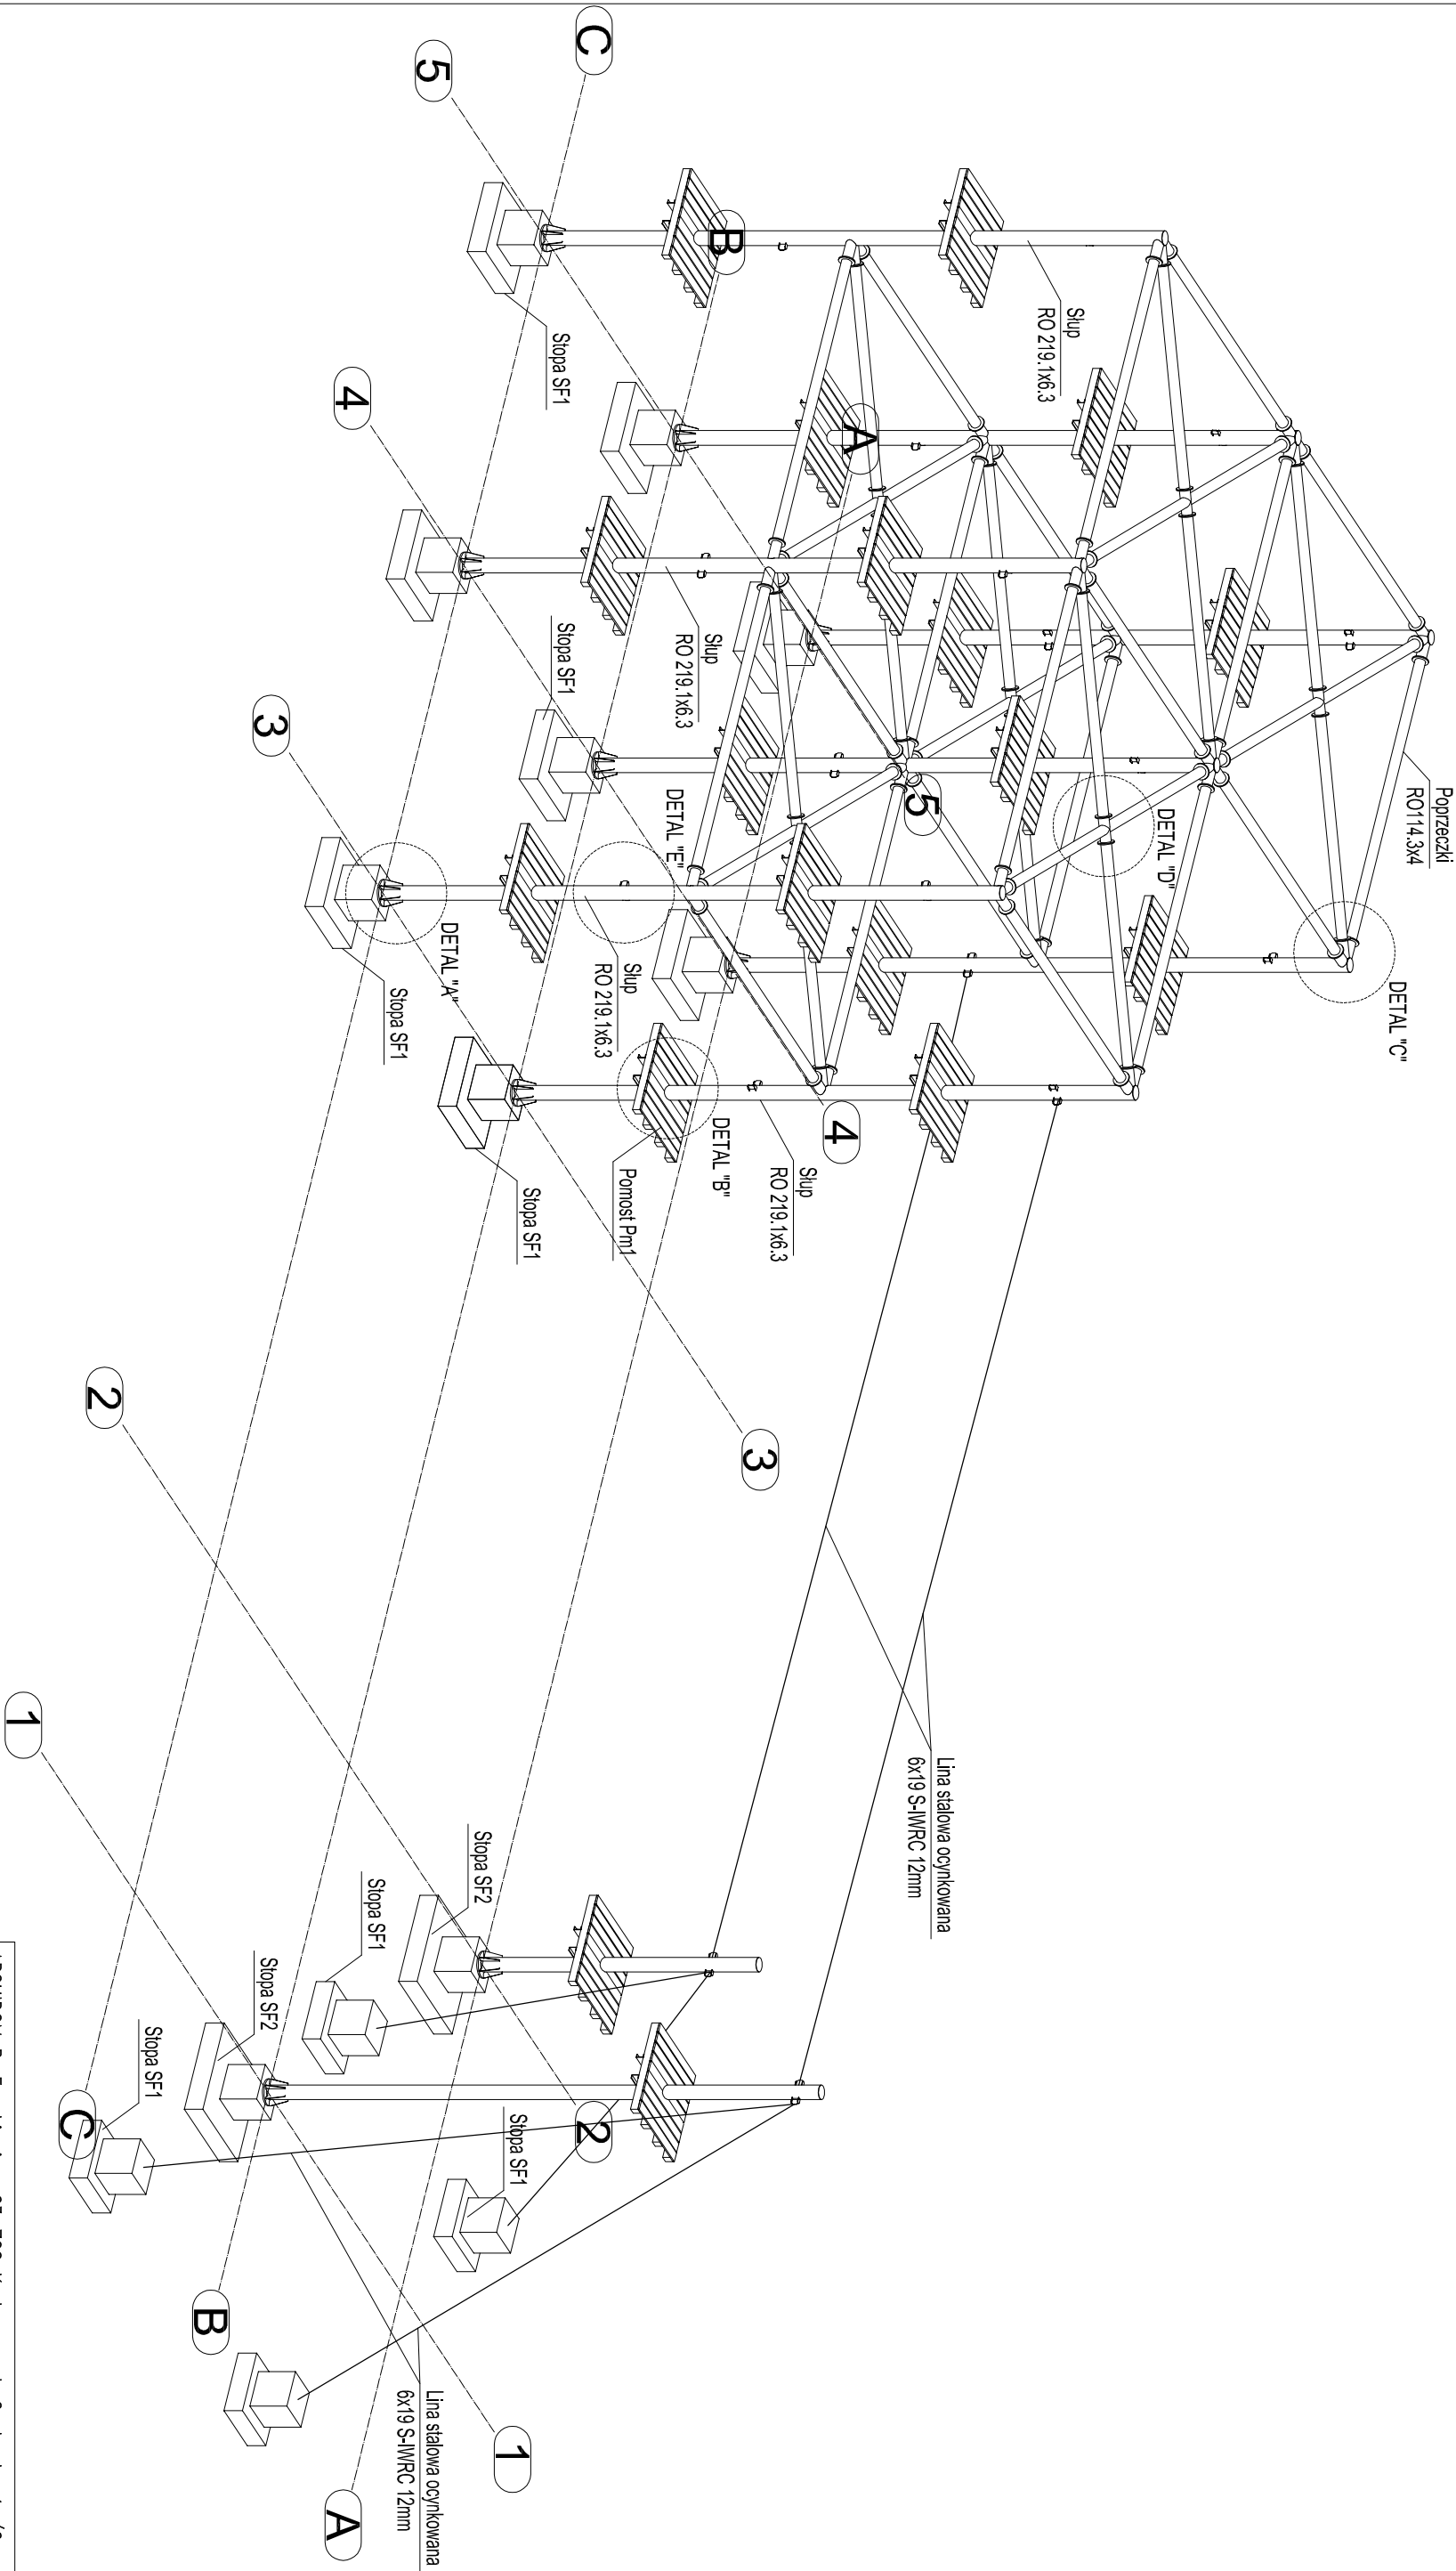 Poprzeczki
RO114.3x4
DETAL "C"
Słup
RO 219.1x6.3
DETAL "D"
C
5
B
A
5
4
Słup
RO 219.1x6.3
Stopa SF1
Słup
RO 219.1x6.3
Stopa SF1
DETAL "E"
Słup
RO 219.1x6.3
DETAL "B"
Pomost Pm1
4
3
DETAL "A"
Stopa SF1
Stopa SF1
3
Lina stalowa ocynkowana
6x19 S-IWRC 12mm
2
1
Stopa SF2
Stopa SF1
Stopa SF2
Stopa SF1
Stopa SF1
2
C
B
A
1
Lina stalowa ocynkowana
6x19 S-IWRC 12mm